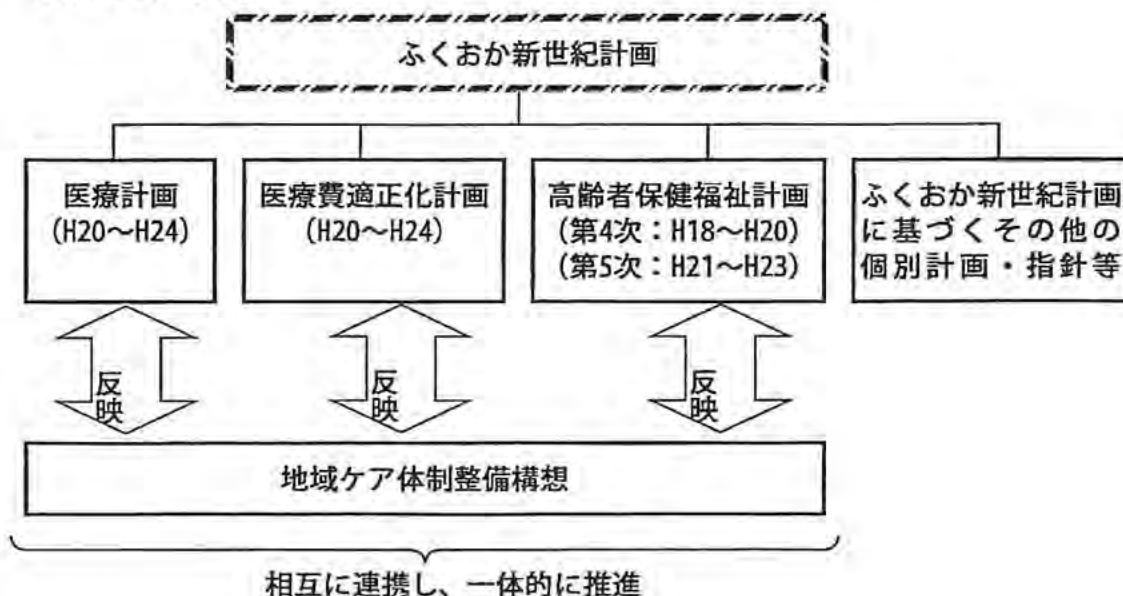 ふくおか新世紀計画
医療計画
(H20～H24)
医療費適正化計画
(H20～H24)
高齢者保健福祉計画
(第4次：H18～H20)
(第5次：H21～H23)
ふくおか新世紀計画
に基づくその他の
個別計画・指針等
反映
反映
反映
地域ケア体制整備構想
相互に連携し、一体的に推進